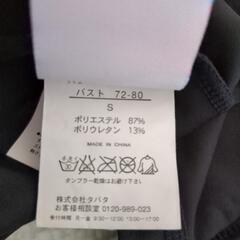 バスト 72-80
S
ポリエステル 87%
ポリウレタン 13%
MADE IN CHINA
タンブラー乾燥はお避け下さい
株式会社タバタ
お客様相談室 0120-989-023